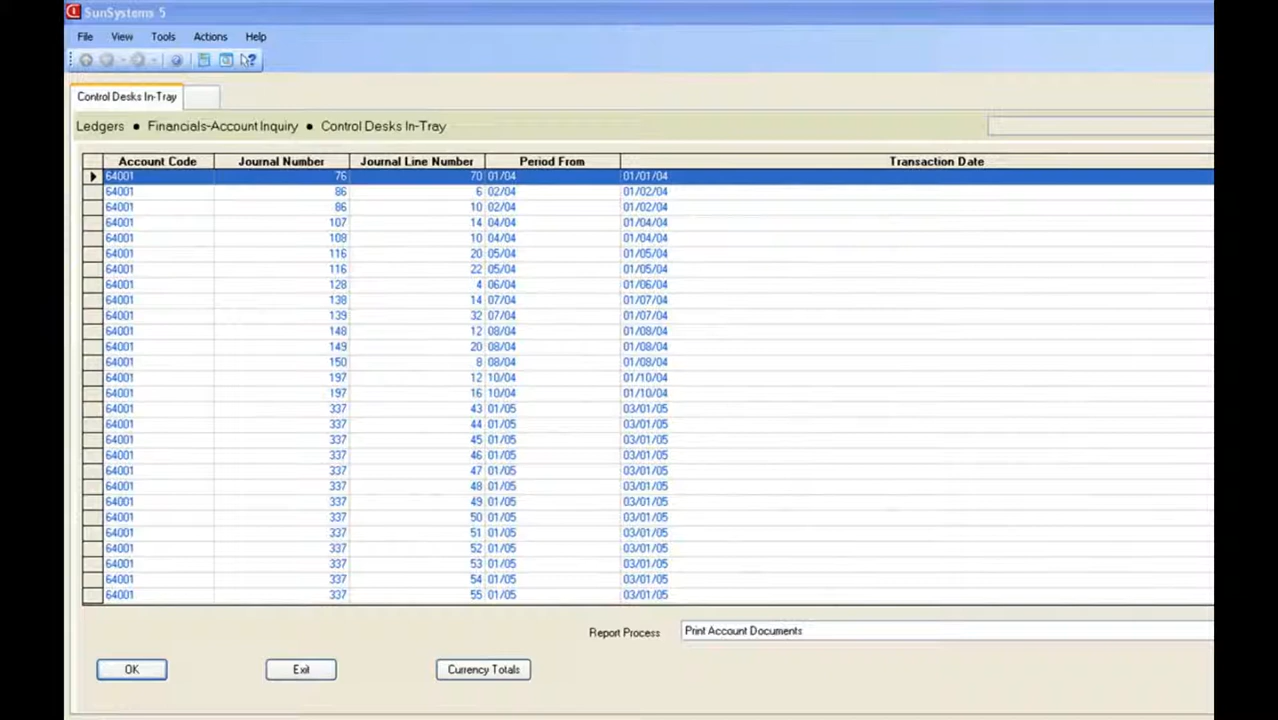 SunSystems 5
File View Tools Actions Help
Control Desks In-Tray
Ledgers ● Financials-Account Inquiry ● Control Desks In-Tray
Account Code Journal Number Journal Line Number Period From Transaction Date
64001 76 70 01/04 01/01/04
64001 86 6 02/04 01/02/04
64001 86 10 02/04 01/02/04
64001 107 14 04/04 01/04/04
64001 108 10 04/04 01/04/04
64001 116 20 05/04 01/05/04
64001 116 22 05/04 01/05/04
64001 128 4 06/04 01/06/04
64001 138 14 07/04 01/07/04
64001 139 32 07/04 01/07/04
64001 148 12 08/04 01/08/04
64001 149 20 08/04 01/08/04
64001 150 8 08/04 01/08/04
64001 197 12 10/04 01/10/04
64001 197 16 10/04 01/10/04
64001 337 43 01/05 03/01/05
64001 337 44 01/05 03/01/05
64001 337 45 01/05 03/01/05
64001 337 46 01/05 03/01/05
64001 337 47 01/05 03/01/05
64001 337 48 01/05 03/01/05
64001 337 49 01/05 03/01/05
64001 337 50 01/05 03/01/05
64001 337 51 01/05 03/01/05
64001 337 52 01/05 03/01/05
64001 337 53 01/05 03/01/05
64001 337 54 01/05 03/01/05
64001 337 55 01/05 03/01/05
Report Process Print Account Documents
OK Exit Currency Totals